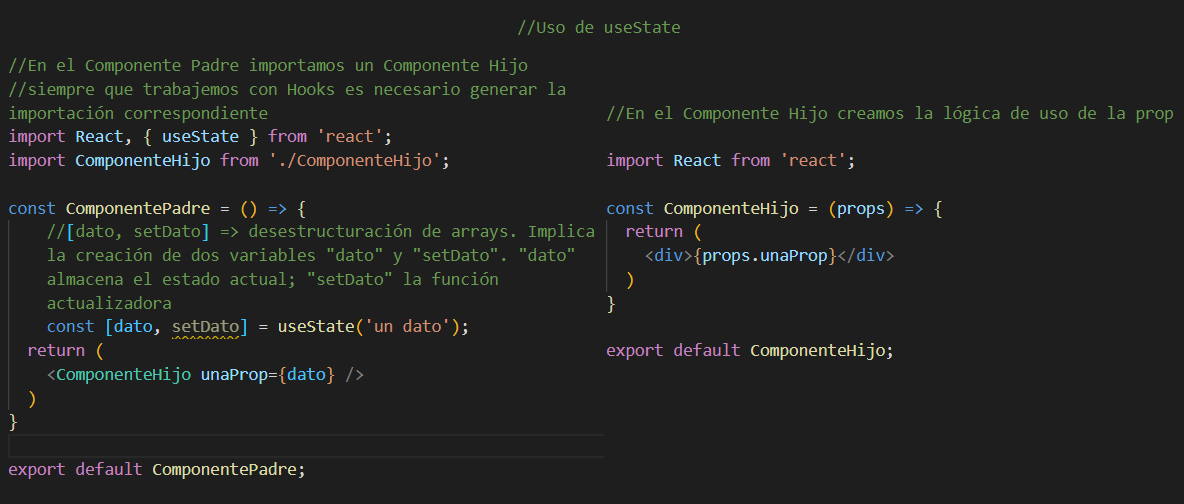 //Uso de useState
//En el Componente Padre importamos un Componente Hijo
//siempre que trabajemos con Hooks es necesario generar la
importación correspondiente
import React, { useState } from 'react';
import ComponenteHijo from './ComponenteHijo';
const ComponentePadre = () => {
//[dato, setDato] => desestructuración de arrays. Implica
la creación de dos variables "dato" y "setDato". "dato"
almacena el estado actual; "setDato" la función
actualizadora
const [dato, setDato] = useState('un dato');
return (
<ComponenteHijo unaProp={dato} />
)
}
export default ComponentePadre;
//En el Componente Hijo creamos la lógica de uso de la prop
import React from 'react';
const ComponenteHijo = (props) => {
return (
<div>{props.unaProp}</div>
)
}
export default ComponenteHijo;